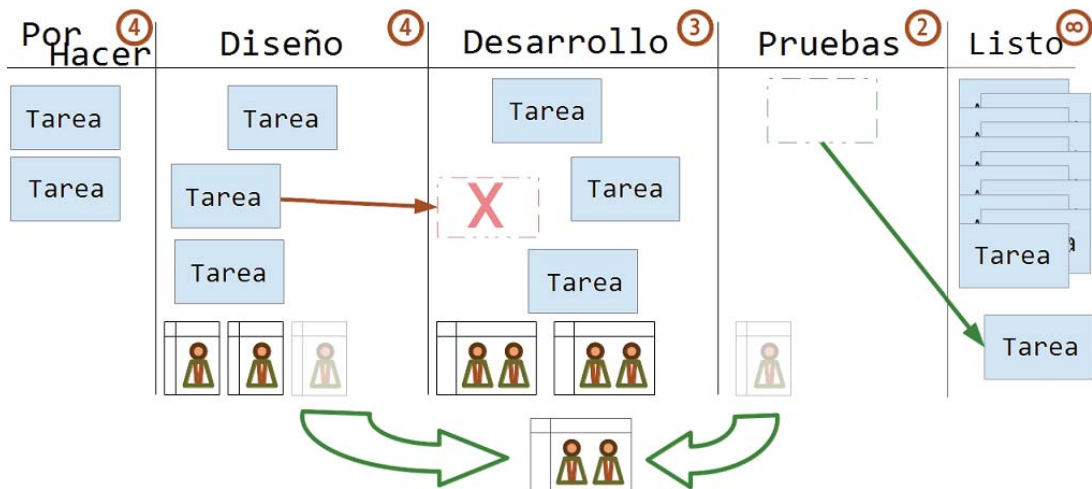 Por
Hacer
4
Diseño
4
Desarrollo
3
Pruebas
2
Listo
∞
Tarea
Tarea
Tarea
Tarea
Tarea
Tarea
X
Tarea
Tarea
a
Tarea
Tarea